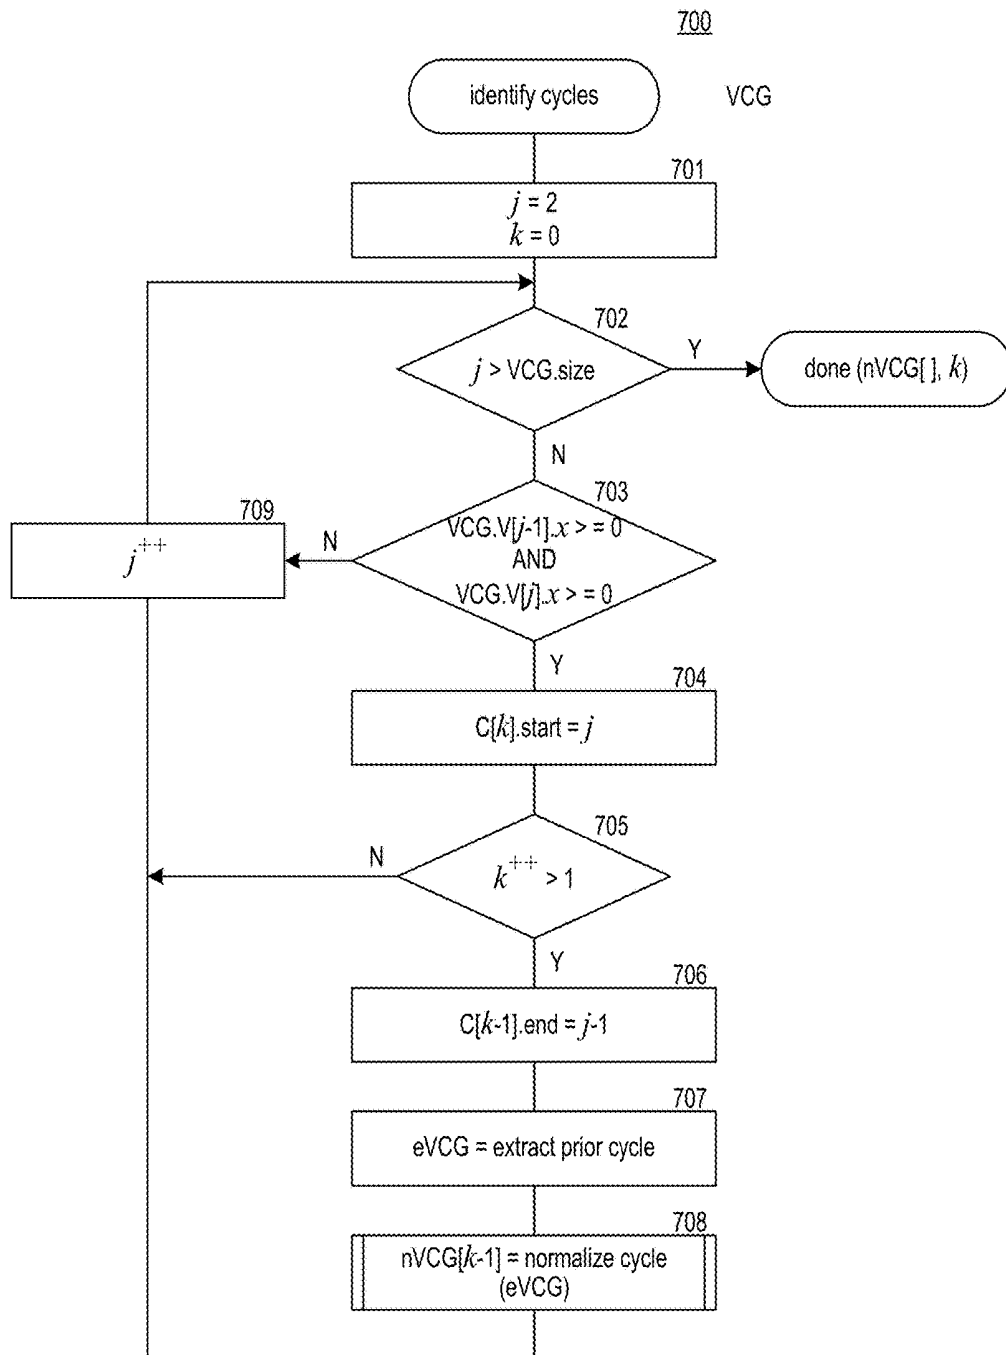 700
identify cycles
VCG
701
j = 2
k = 0
702
j > VCG.size
Y
done (nVCG[ ], k)
N
703
VCG.V[j-1].x > = 0
AND
VCG.V[j].x > = 0
N
709
j++
Y
704
C[k].start = j
705
k++ > 1
N
Y
706
C[k-1].end = j-1
707
eVCG = extract prior cycle
708
nVCG[k-1] = normalize cycle
(eVCG)